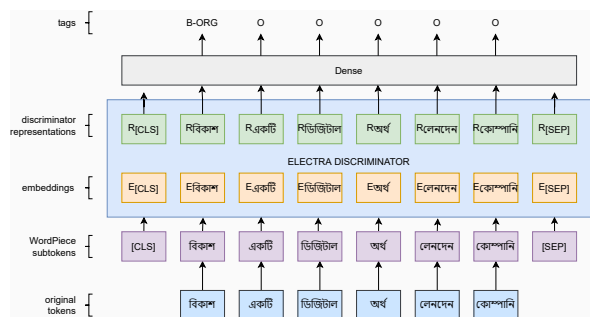 tags B-ORG O O O O O O
Dense
discriminator
representations
R[CLS] Rবিকাশ Rএকটি Rডিজিটাল Rঅর্থ Rলেনদেন Rকোম্পানি R[SEP]
ELECTRA DISCRIMINATOR
embeddings E[CLS] Eবিকাশ Eএকটি Eডিজিটাল Eঅর্থ Eলেনদেন Eকোম্পানি E[SEP]
WordPiece
subtokens
[CLS] বিকাশ একটি ডিজিটাল অর্থ লেনদেন কোম্পানি [SEP]
original
tokens
বিকাশ একটি ডিজিটাল অর্থ লেনদেন কোম্পানি